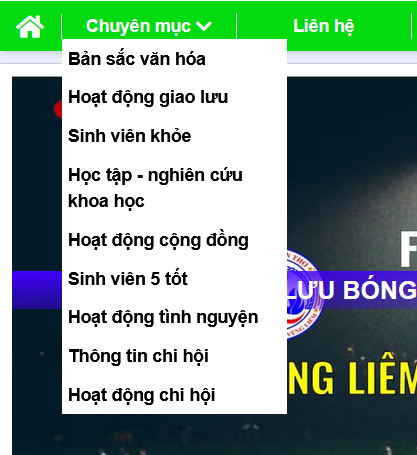 Chuyên mục
Liên hệ
Bản sắc văn hóa
Hoạt động giao lưu
Sinh viên khỏe
Học tập - nghiên cứu
khoa học
Hoạt động cộng đồng
Sinh viên 5 tốt
Hoạt động tình nguyện
Thông tin chi hội
Hoạt động chi hội
F
LƯU BÓNG
NG LIÊM